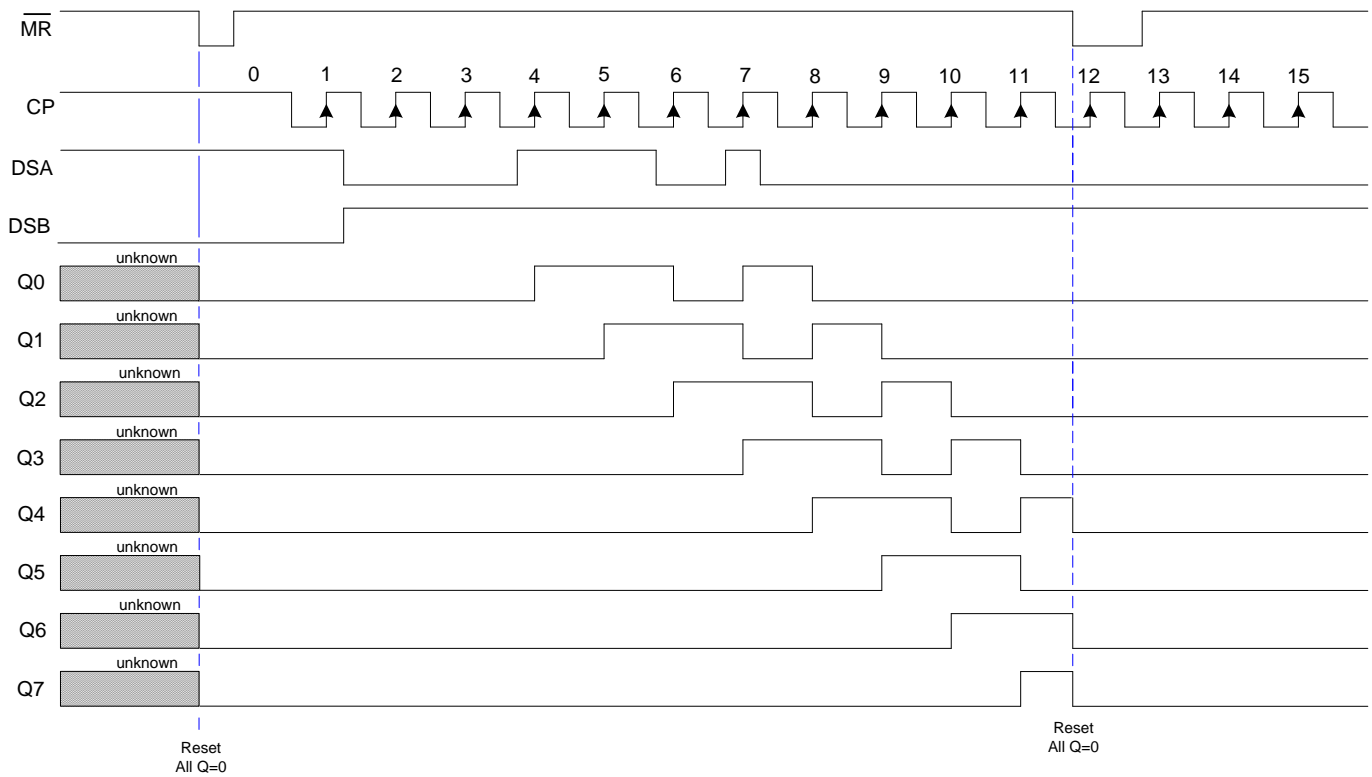 MR
0 1 2 3 4 5 6 7 8 9 10 11 12 13 14 15
CP
DSA
DSB
unknown
Q0
unknown
Q1
unknown
Q2
unknown
Q3
unknown
Q4
unknown
Q5
unknown
Q6
unknown
Q7
Reset
All Q=0
Reset
All Q=0